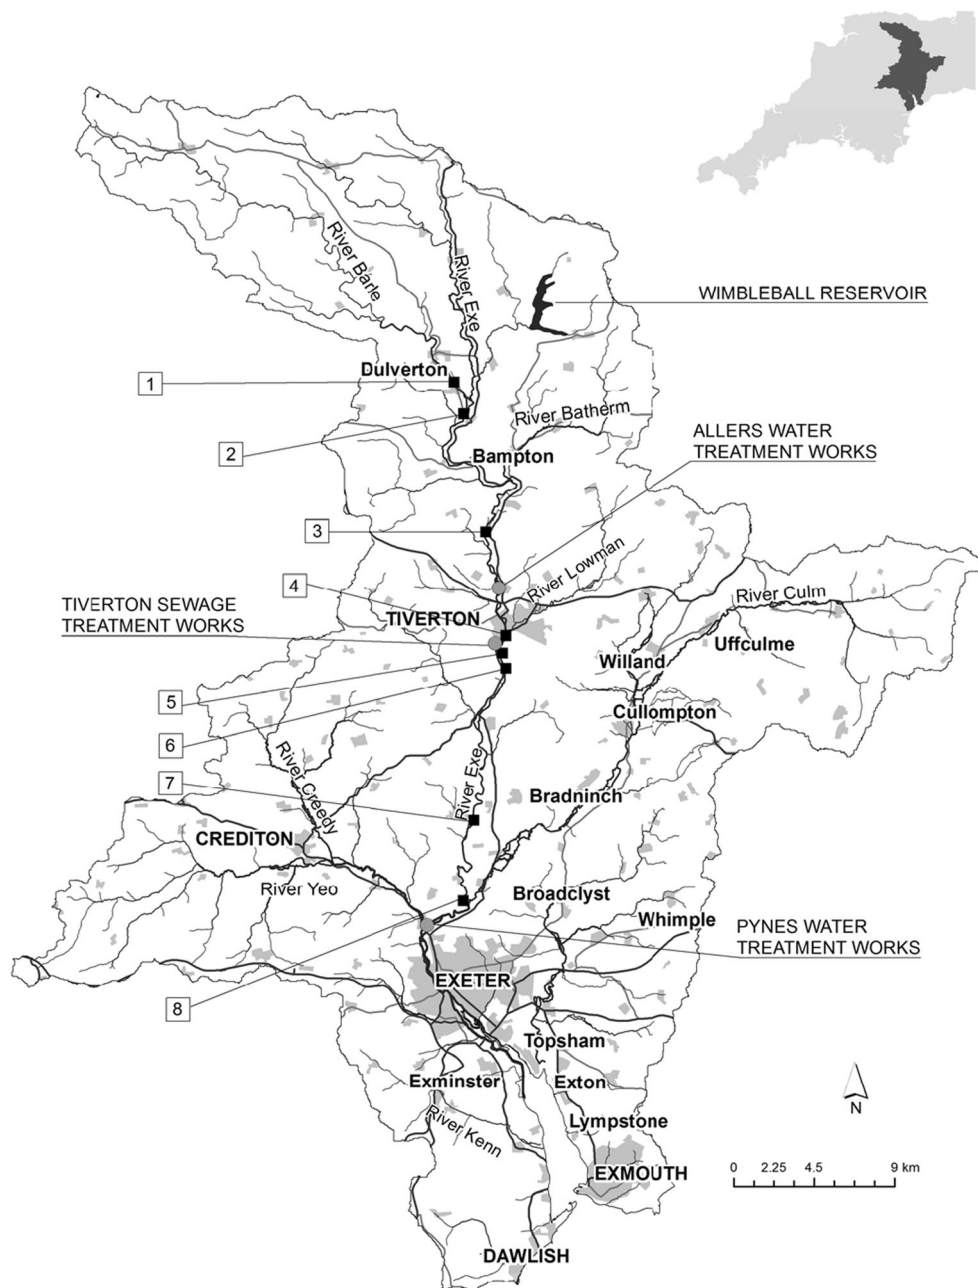 River Barle
River Exe
WIMBLEBALL RESERVOIR
Dulverton
1
2
River Batherm
Bampton
ALLERS WATER
TREATMENT WORKS
3
4
River Lowman
TIVERTON SEWAGE
TREATMENT WORKS
TIVERTON
River Culm
Uffculme
Willand
5
6
Cullompton
7
River Creedy
River Exe
Bradninch
CREDITON
River Yeo
Broadclyst
Whimple
PYNES WATER
TREATMENT WORKS
8
EXETER
Topsham
Exminster
Exton
River Kenn
Lympstone
N
EXMOUTH
0 2.25 4.5 9 km
DAWLISH